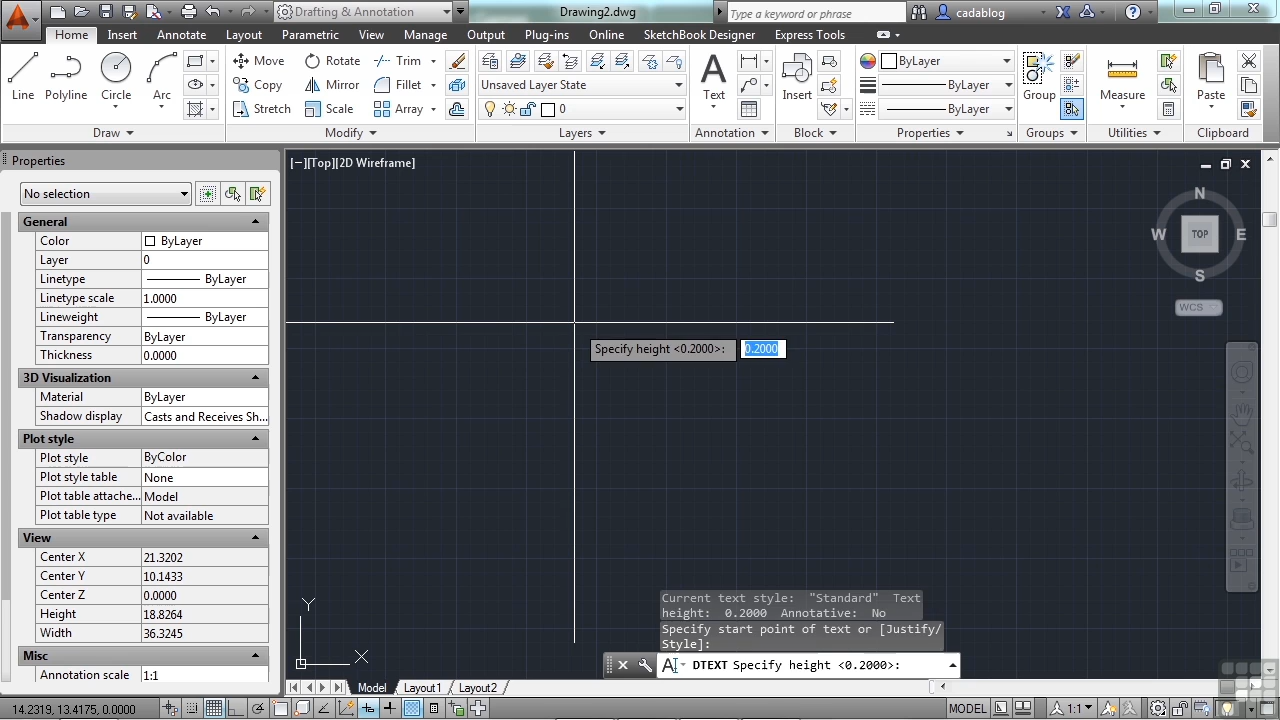 Drafting & Annotation
Drawing2.dwg
Type a keyword or phrase
cadablog
Home Insert Annotate Layout Parametric View Manage Output Plug-ins Online SketchBook Designer Express Tools
Line Polyline Circle Arc
Move Rotate Trim
Copy Mirror Fillet
Stretch Scale Array
Unsaved Layer State
0
Text
Insert
ByLayer
ByLayer
ByLayer
Group
Measure
Paste
Draw Modify Layers Annotation Block Properties Groups Utilities Clipboard
Properties
No selection
General
Color ByLayer
Layer 0
Linetype ByLayer
Linetype scale 1.0000
Lineweight ByLayer
Transparency ByLayer
Thickness 0.0000
3D Visualization
Material ByLayer
Shadow display Casts and Receives Sh...
Plot style
Plot style ByColor
Plot style table None
Plot table attache... Model
Plot table type Not available
View
Center X 21.3202
Center Y 10.1433
Center Z 0.0000
Height 18.8264
Width 36.3245
Misc
Annotation scale 1:1
[−][Top][2D Wireframe]
N
W TOP E
S
WCS
Specify height <0.2000>: 0.2000
Y
X
Current text style: "Standard" Text
height: 0.2000 Annotative: No
Specify start point of text or [Justify/
Style]:
DTEXT Specify height <0.2000>:
Model Layout1 Layout2
14.2319, 13.4175, 0.0000
MODEL
1:1